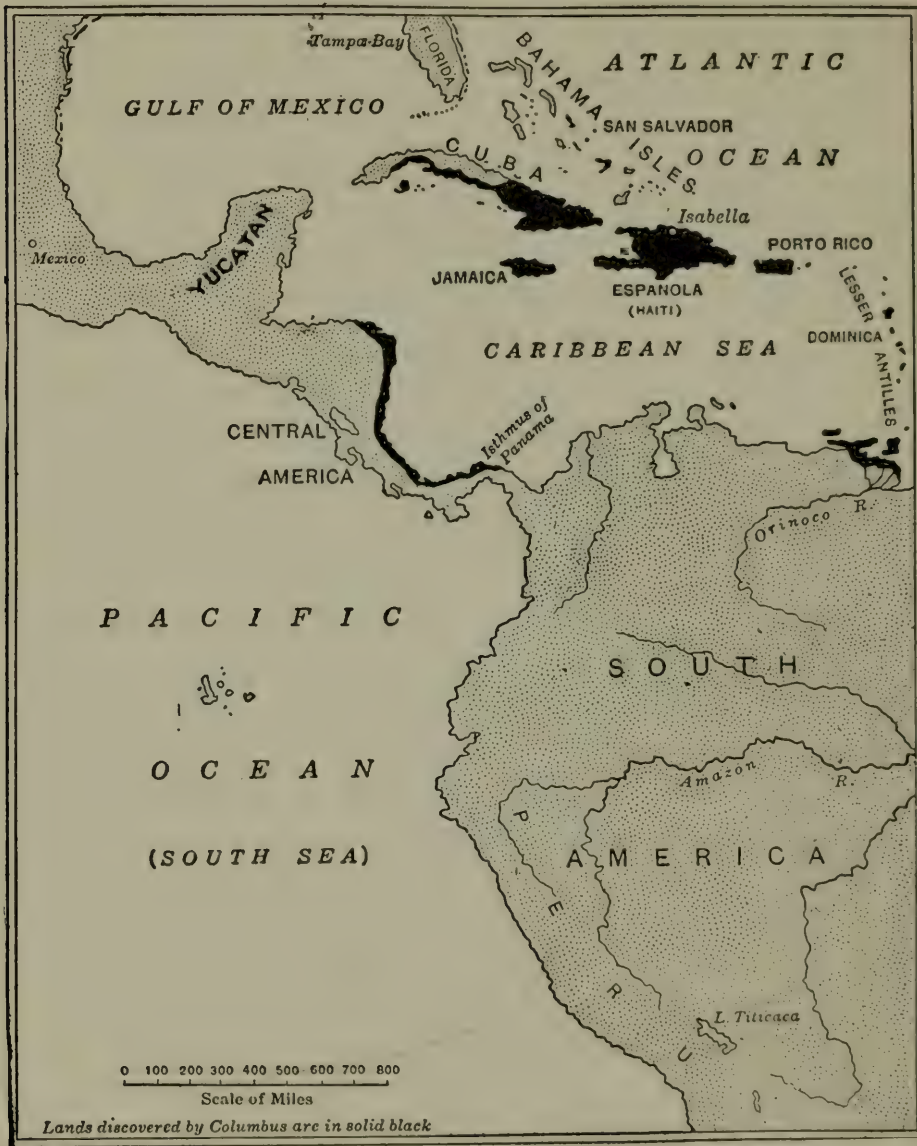 Tampa Bay
FLORIDA
BAHAMA ISLES
ATLANTIC
OCEAN
GULF OF MEXICO
SAN SALVADOR
CUBA
Isabella
Mexico
YUCATAN
JAMAICA
ESPANOLA
(HAITI)
PORTO RICO
LESSER
ANTILLES
DOMINICA
CARIBBEAN SEA
CENTRAL
AMERICA
Isthmus of
Panama
Orinoco R.
PACIFIC
OCEAN
(SOUTH SEA)
SOUTH
AMERICA
Amazon R.
PERU
L. Titicaca
0 100 200 300 400 500 600 700 800
Scale of Miles
Lands discovered by Columbus are in solid black